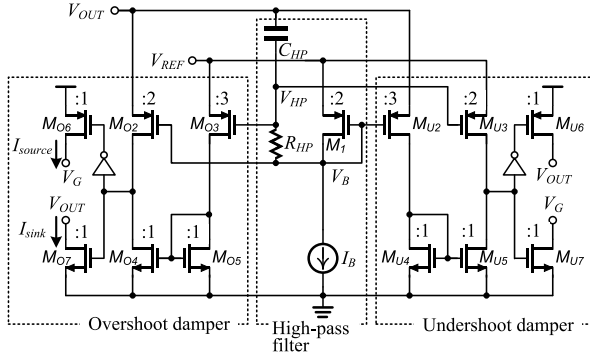 V_OUT
C_HP
V_REF
V_HP
:1 :2 :3 :2 :3 :2 :1
M_O6 M_O2 M_O3 R_HP M_1 M_U2 M_U3 M_U6
I_source
V_G V_B V_OUT
V_OUT V_G
I_sink
:1 :1 :1 I_B :1 :1 :1
M_O7 M_O4 M_O5 M_U4 M_U5 M_U7
Overshoot damper
High-pass
filter
Undershoot damper